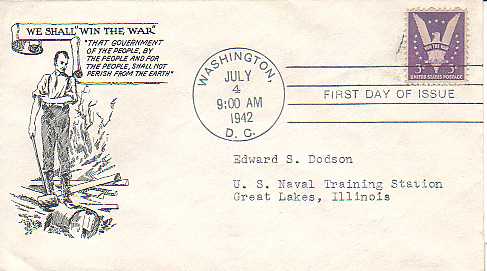 WE SHALL "WIN THE WAR"
"THAT GOVERNMENT
OF THE PEOPLE, BY
THE PEOPLE AND FOR
THE PEOPLE, SHALL NOT
PERISH FROM THE EARTH"
WASHINGTON,
JULY
4
9:00 AM
1942
D. C.
WIN THE WAR
UNITED STATES POSTAGE
3¢
FIRST DAY OF ISSUE
Edward S. Dodson
U. S. Naval Training Station
Great Lakes, Illinois